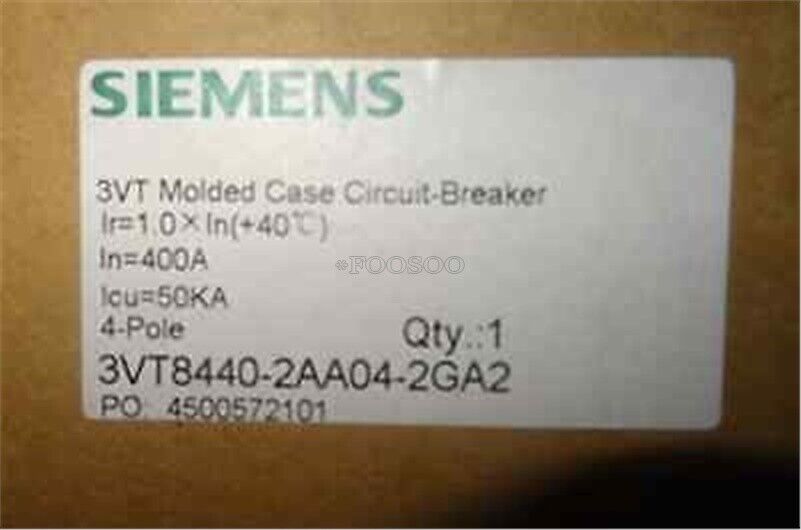 SIEMENS
3VT Molded Case Circuit-Breaker
Ir=1.0×In(+40℃)
In=400A
*FOOSOO
Icu=50KA
4-Pole Qty.:1
3VT8440-2AA04-2GA2
PO: 4500572101